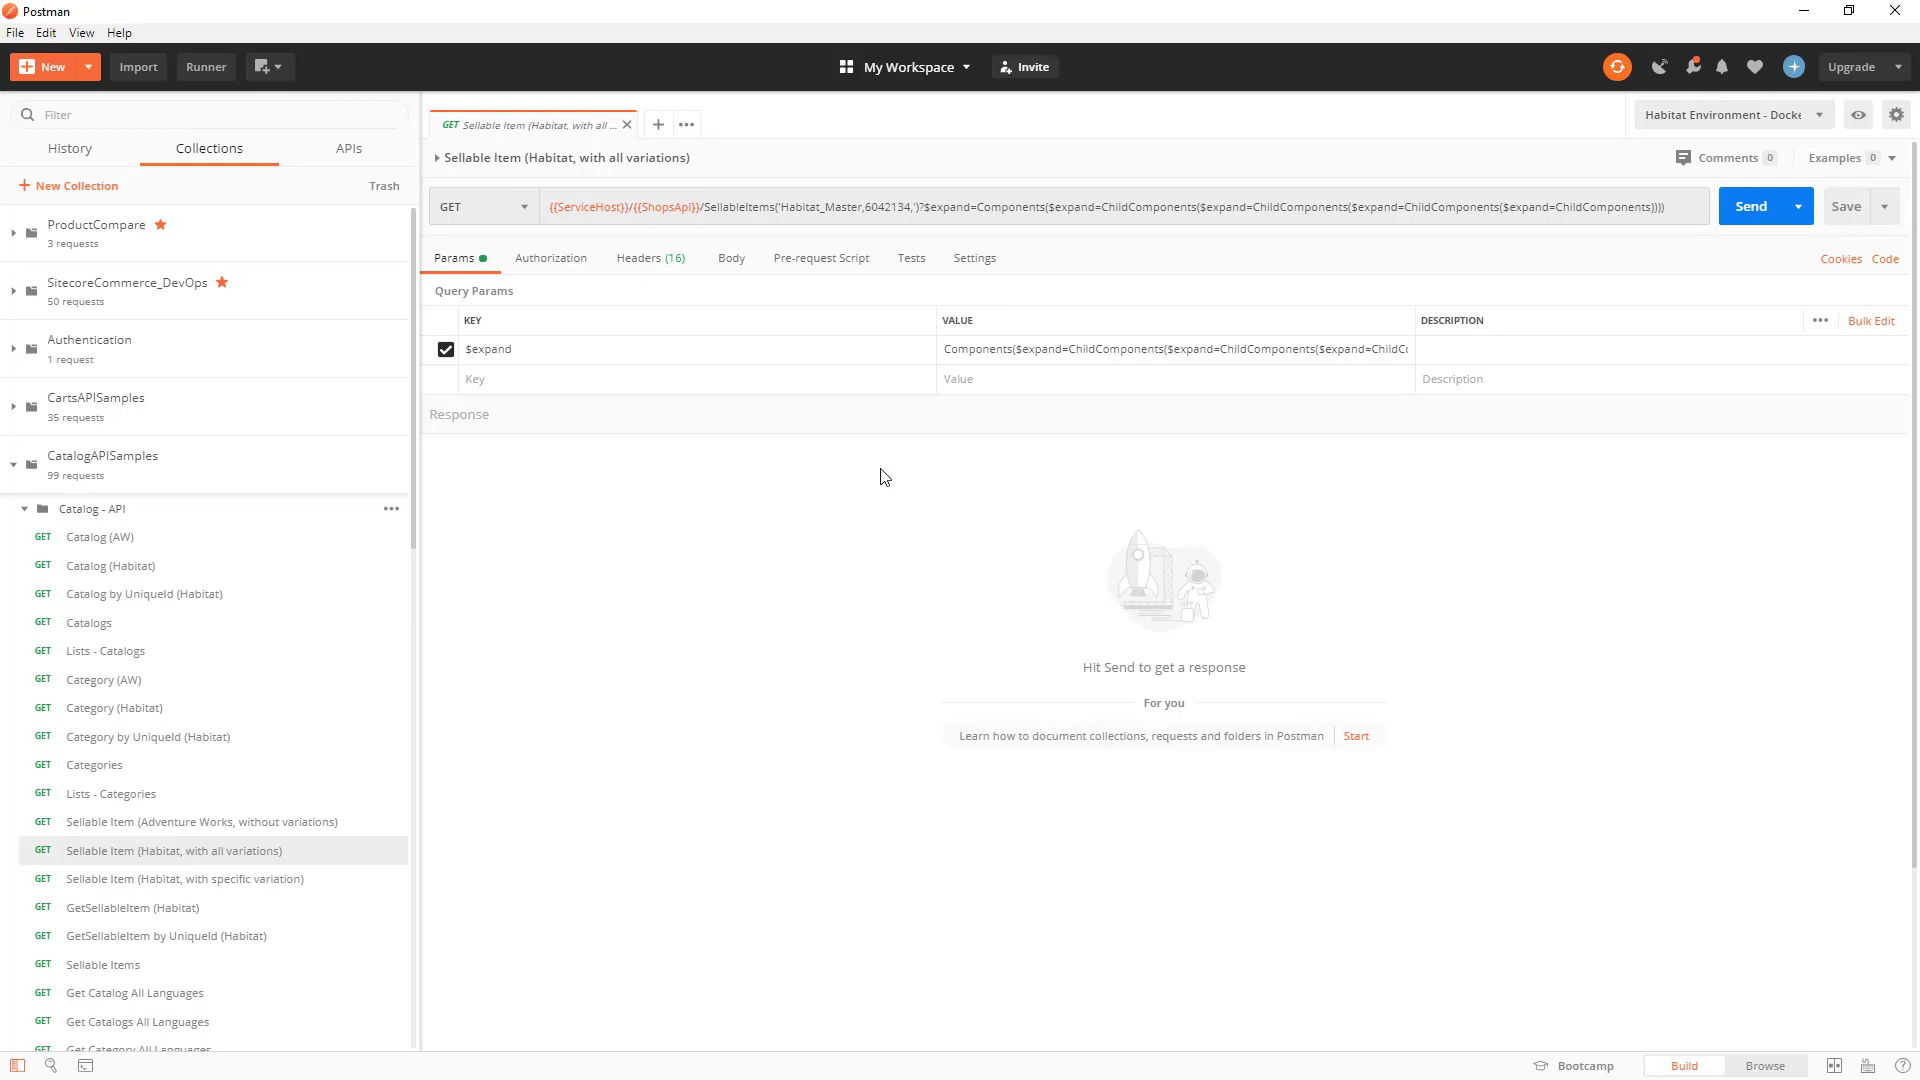 Postman
File Edit View Help
New Import Runner My Workspace Invite Upgrade
Filter
History Collections APIs
New Collection Trash
ProductCompare
3 requests
SitecoreCommerce_DevOps
50 requests
Authentication
1 request
CartsAPISamples
35 requests
CatalogAPISamples
99 requests
Catalog - API
GET Catalog (AW)
GET Catalog (Habitat)
GET Catalog by UniqueId (Habitat)
GET Catalogs
GET Lists - Catalogs
GET Category (AW)
GET Category (Habitat)
GET Category by UniqueId (Habitat)
GET Categories
GET Lists - Categories
GET Sellable Item (Adventure Works, without variations)
GET Sellable Item (Habitat, with all variations)
GET Sellable Item (Habitat, with specific variation)
GET GetSellableItem (Habitat)
GET GetSellableItem by UniqueId (Habitat)
GET Sellable Items
GET Get Catalog All Languages
GET Get Catalogs All Languages
GET Get Category All Languages
GET Sellable Item (Habitat, with all ...
Habitat Environment - Docke
Sellable Item (Habitat, with all variations)
Comments 0 Examples 0
GET {{ServiceHost}}/{{ShopsApi}}/SellableItems('Habitat_Master,6042134,')?$expand=Components($expand=ChildComponents($expand=ChildComponents($expand=ChildComponents($expand=ChildComponents)))) Send Save
Params Authorization Headers (16) Body Pre-request Script Tests Settings Cookies Code
Query Params
KEY VALUE DESCRIPTION Bulk Edit
$expand Components($expand=ChildComponents($expand=ChildComponents($expand=ChildCc
Key Value Description
Response
Hit Send to get a response
For you
Learn how to document collections, requests and folders in Postman Start
Bootcamp Build Browse